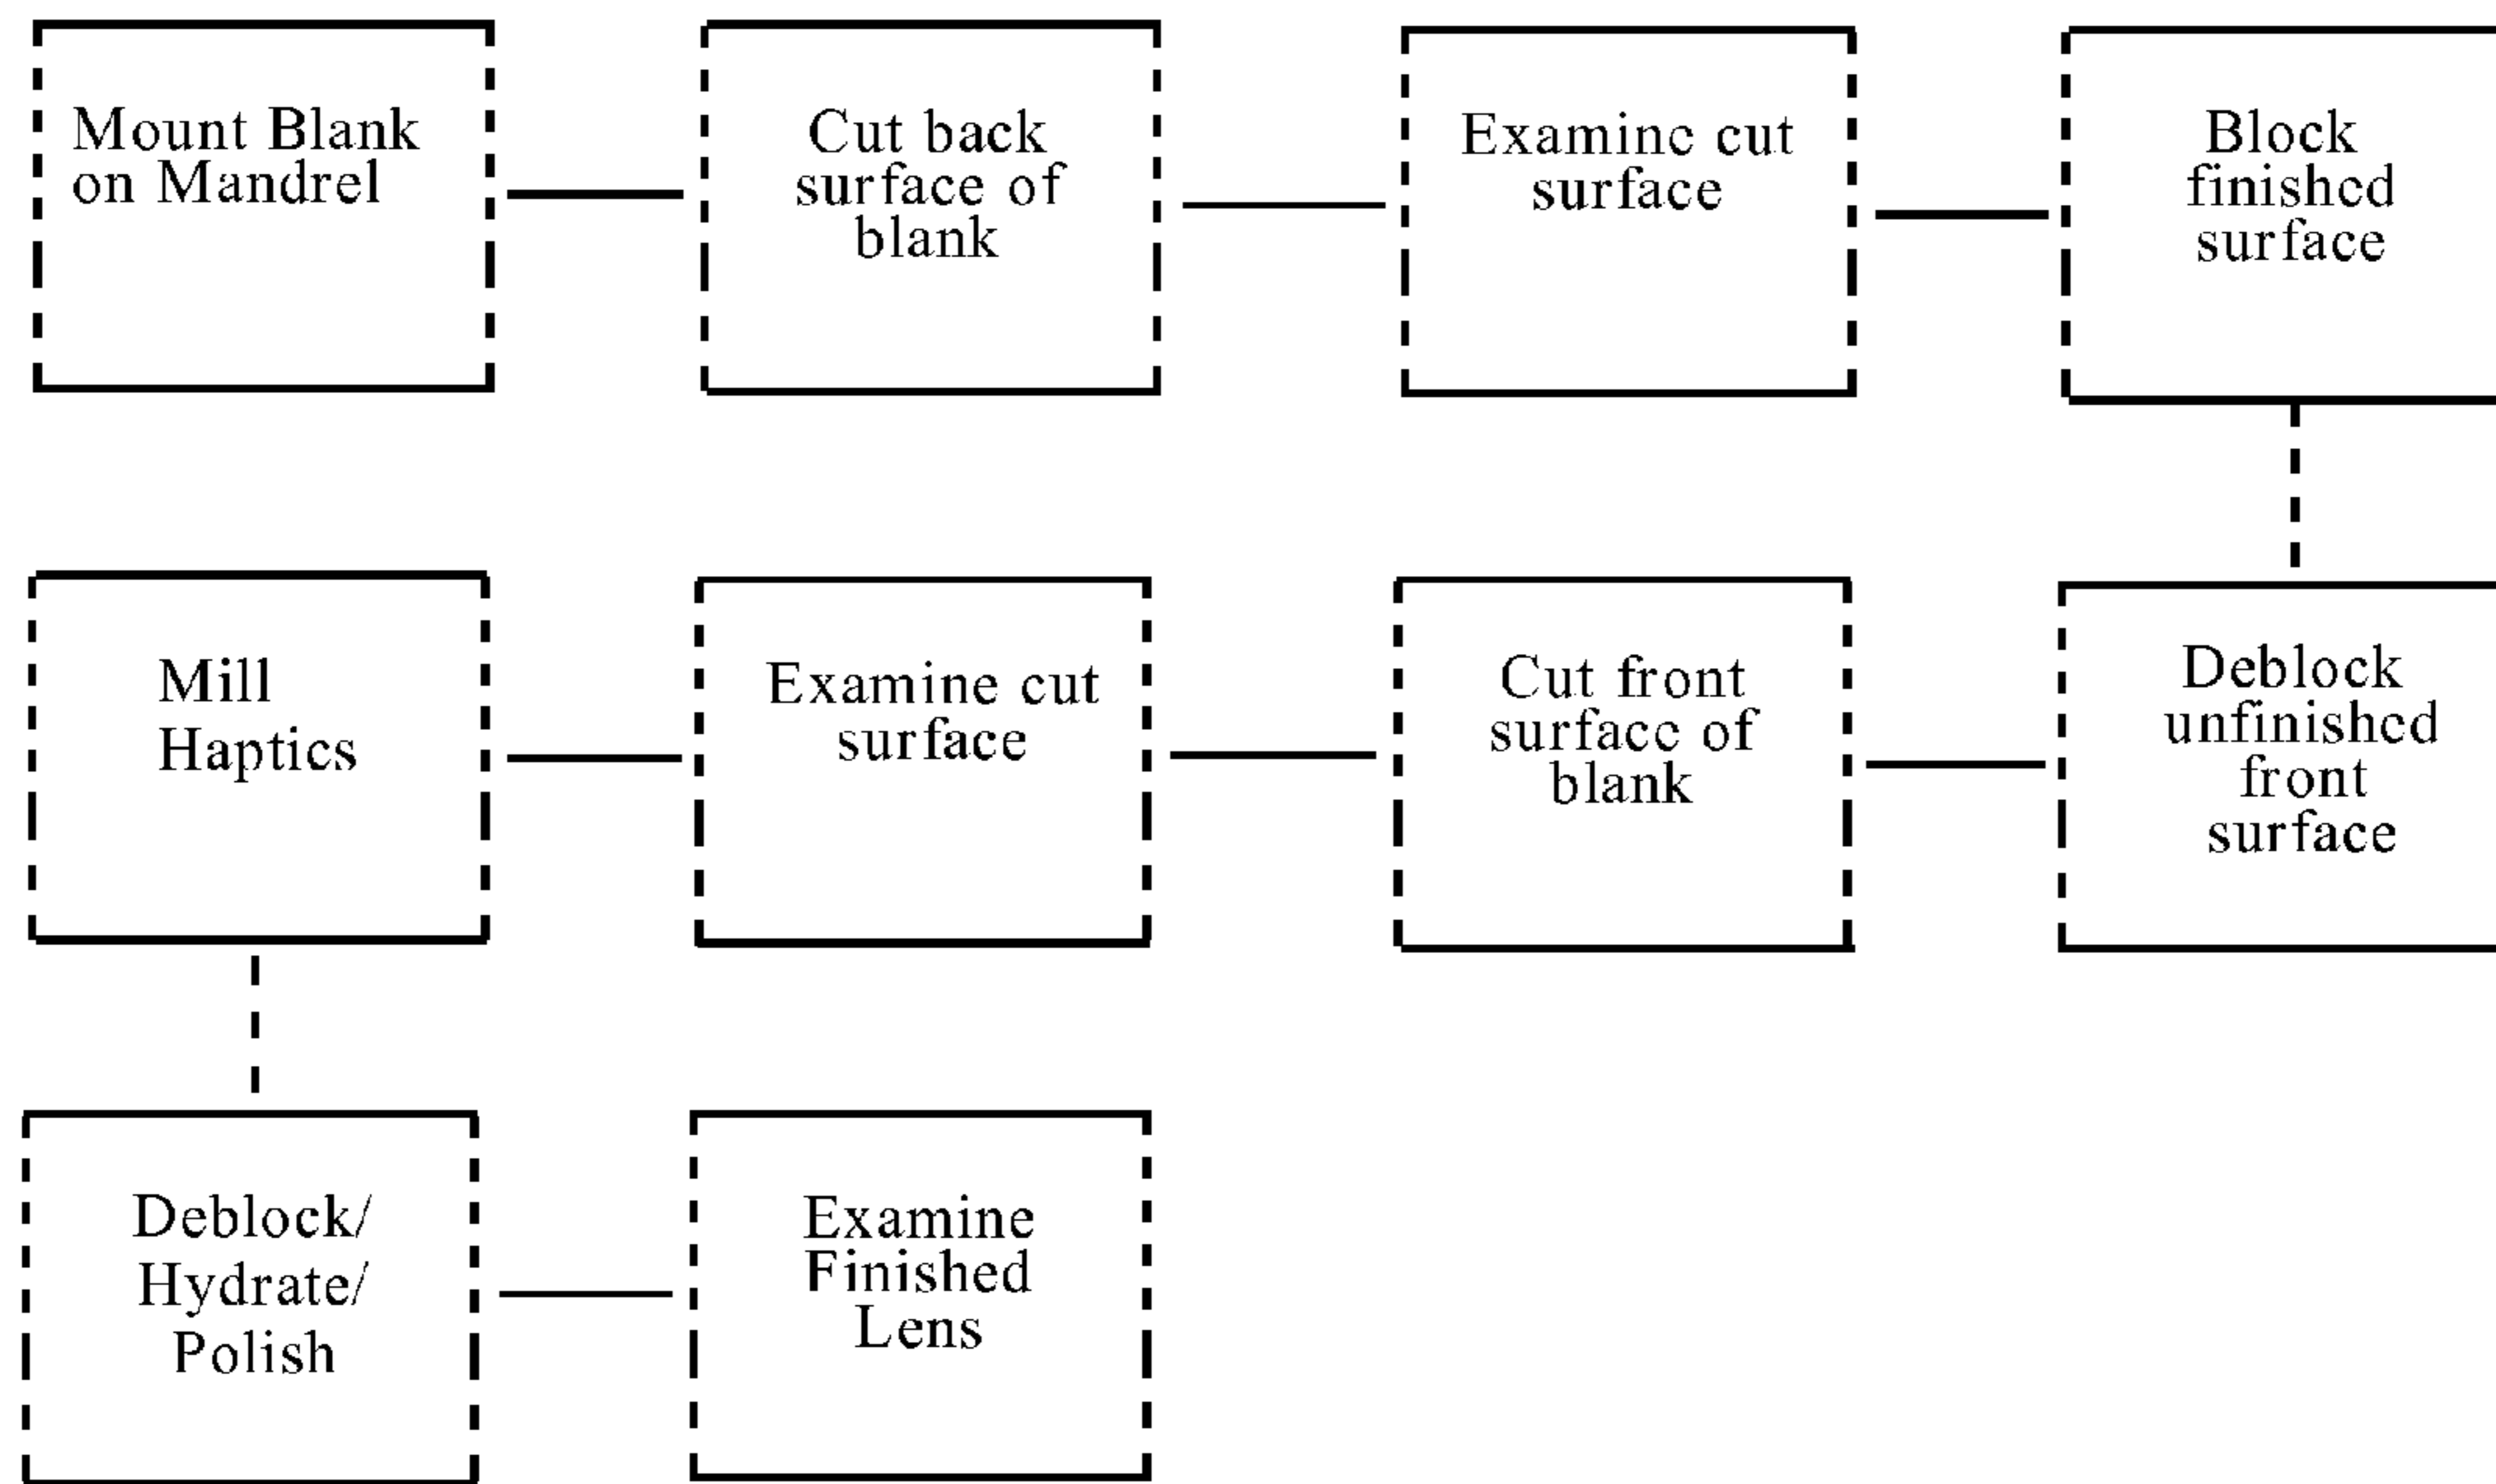 Mount Blank
on Mandrel
Cut back
surface of
blank
Examine cut
surface
Block
finished
surface
Mill
Haptics
Examine cut
surface
Cut front
surface of
blank
Deblock
unfinished
front
surface
Deblock/
Hydrate/
Polish
Examine
Finished
Lens